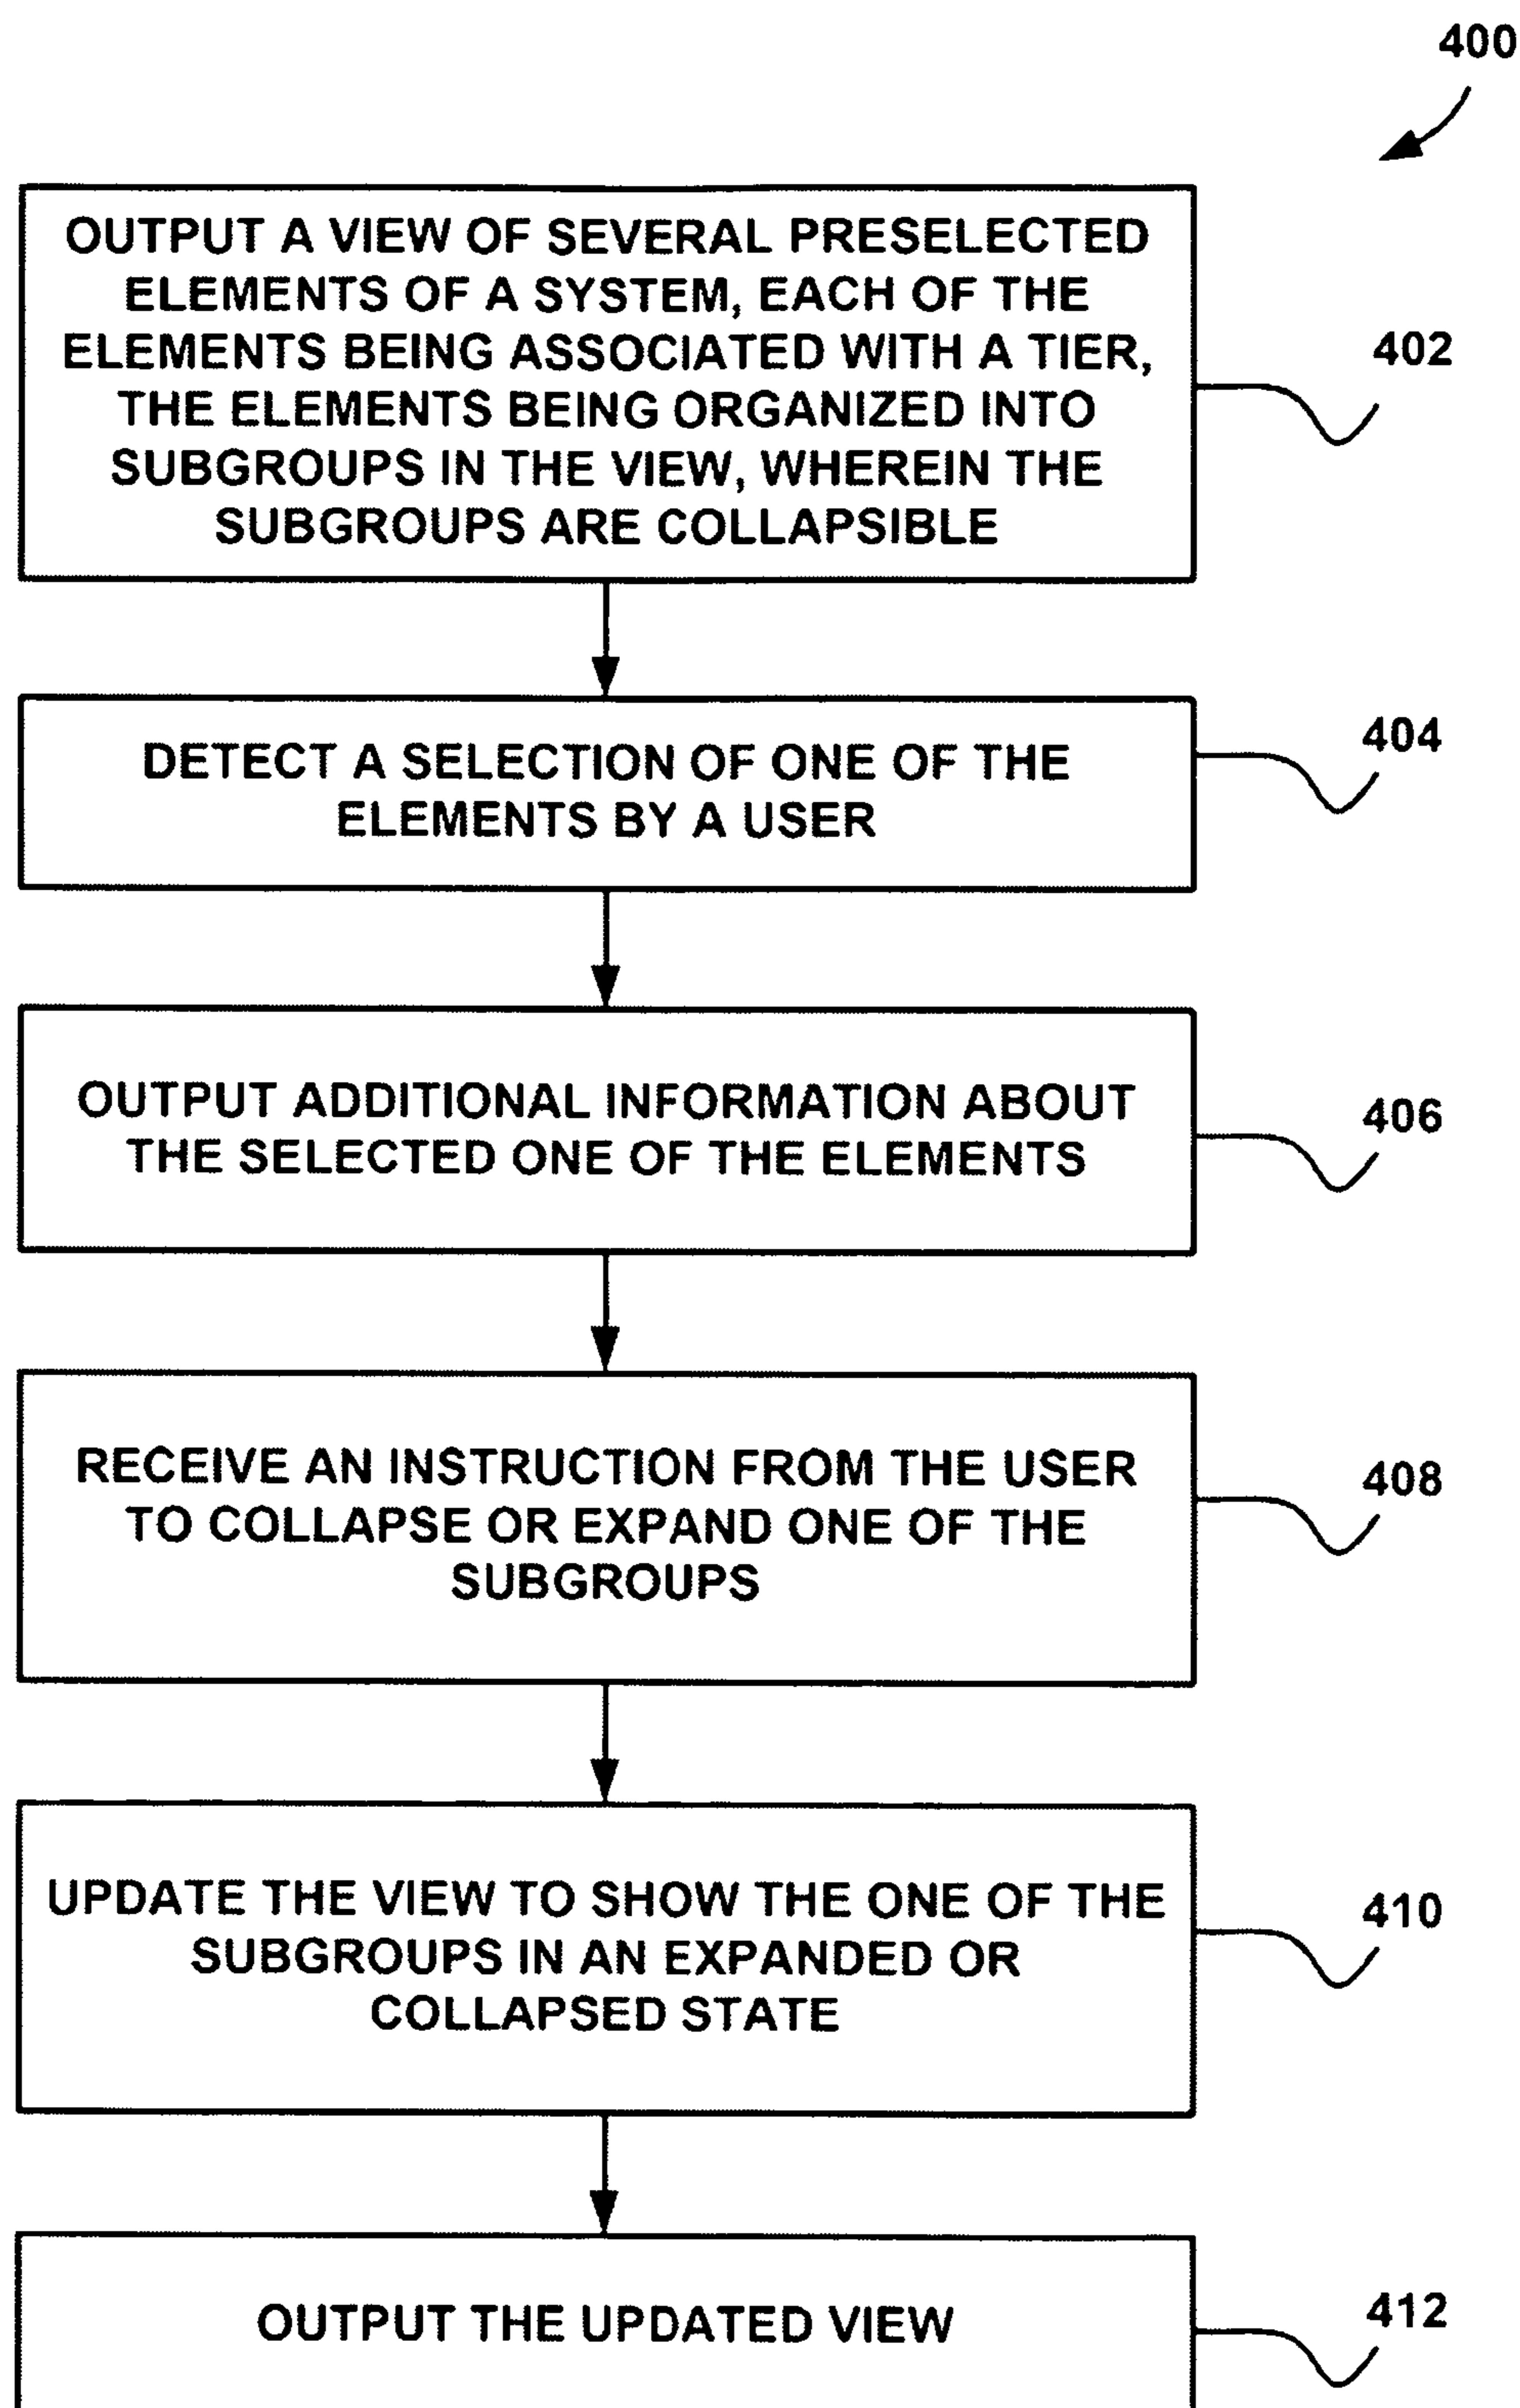 400
OUTPUT A VIEW OF SEVERAL PRESELECTED
ELEMENTS OF A SYSTEM, EACH OF THE
ELEMENTS BEING ASSOCIATED WITH A TIER,
THE ELEMENTS BEING ORGANIZED INTO
SUBGROUPS IN THE VIEW, WHEREIN THE
SUBGROUPS ARE COLLAPSIBLE
402
DETECT A SELECTION OF ONE OF THE
ELEMENTS BY A USER
404
OUTPUT ADDITIONAL INFORMATION ABOUT
THE SELECTED ONE OF THE ELEMENTS
406
RECEIVE AN INSTRUCTION FROM THE USER
TO COLLAPSE OR EXPAND ONE OF THE
SUBGROUPS
408
UPDATE THE VIEW TO SHOW THE ONE OF THE
SUBGROUPS IN AN EXPANDED OR
COLLAPSED STATE
410
OUTPUT THE UPDATED VIEW
412